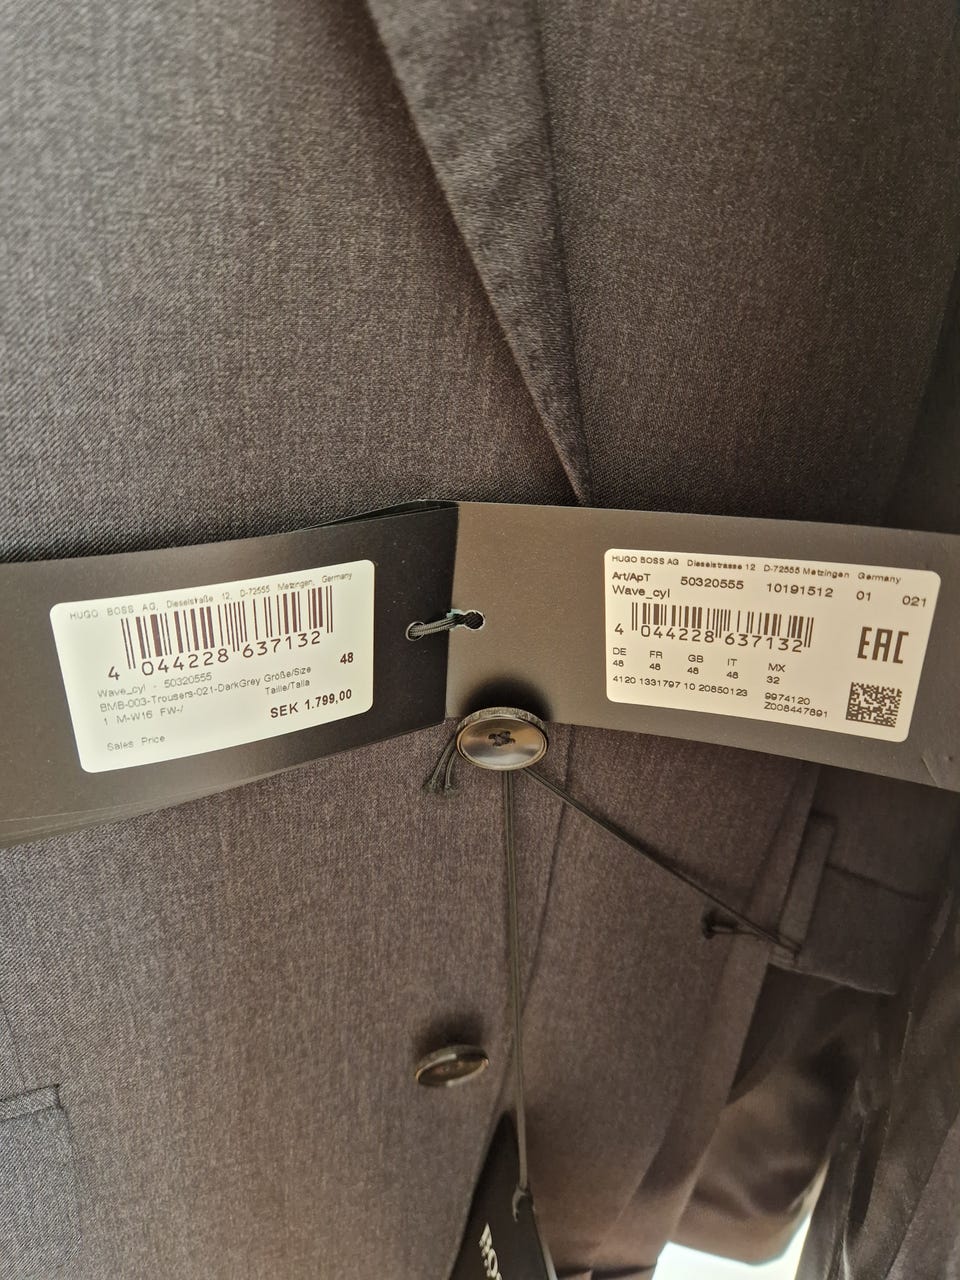 HUGO BOSS AG, Dieselstraße 12, D-72555 Metzingen, Germany
4 044228 637132
Wave_cyl - 50320555
48
BMB-003-Trousers-021-DarkGrey Größe/Size
Taille/Talla
1 M-W16 FW-/
SEK 1.799,00
Sales Price
HUGO BOSS AG Dieselstrasse 12 D-72555 Metzingen Germany
Art/ApT 50320555 10191512 01 021
Wave_cyl
4 044228 637132
EAC
DE FR GB IT MX
48 48 48 48 32
4120 1331797 10 20850123 9974120
Z008447891